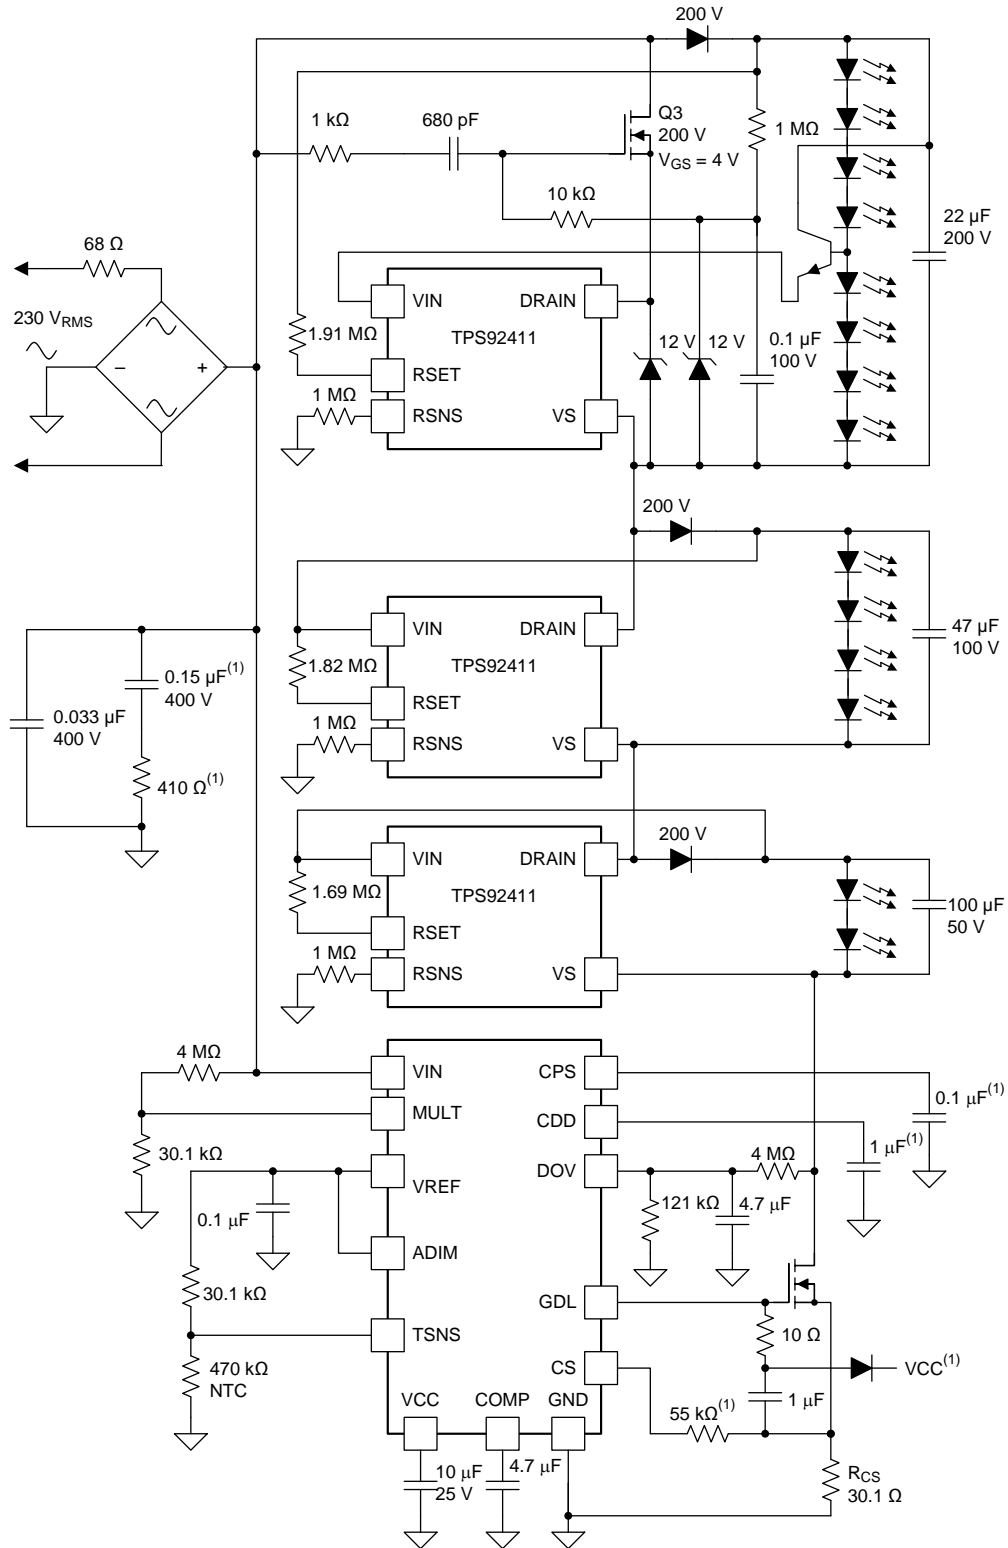 200 V
1 kΩ
680 pF
Q3
200 V
VGS = 4 V
1 MΩ
10 kΩ
22 µF
200 V
68 Ω
230 VRMS
VIN
DRAIN
TPS92411
1.91 MΩ
RSET
1 MΩ
RSNS
VS
12 V
12 V
0.1 µF
100 V
200 V
VIN
DRAIN
TPS92411
1.82 MΩ
RSET
1 MΩ
RSNS
VS
47 µF
100 V
0.15 µF(1)
400 V
0.033 µF
400 V
410 Ω(1)
200 V
VIN
DRAIN
TPS92411
1.69 MΩ
RSET
1 MΩ
RSNS
VS
100 µF
50 V
4 MΩ
VIN
CPS
0.1 µF(1)
MULT
CDD
1 µF(1)
30.1 kΩ
VREF
DOV
4 MΩ
121 kΩ
4.7 µF
0.1 µF
ADIM
30.1 kΩ
GDL
TSNS
10 Ω
470 kΩ
NTC
CS
VCC(1)
1 µF
55 kΩ(1)
VCC
COMP
GND
10 µF
25 V
4.7 µF
RCS
30.1 Ω